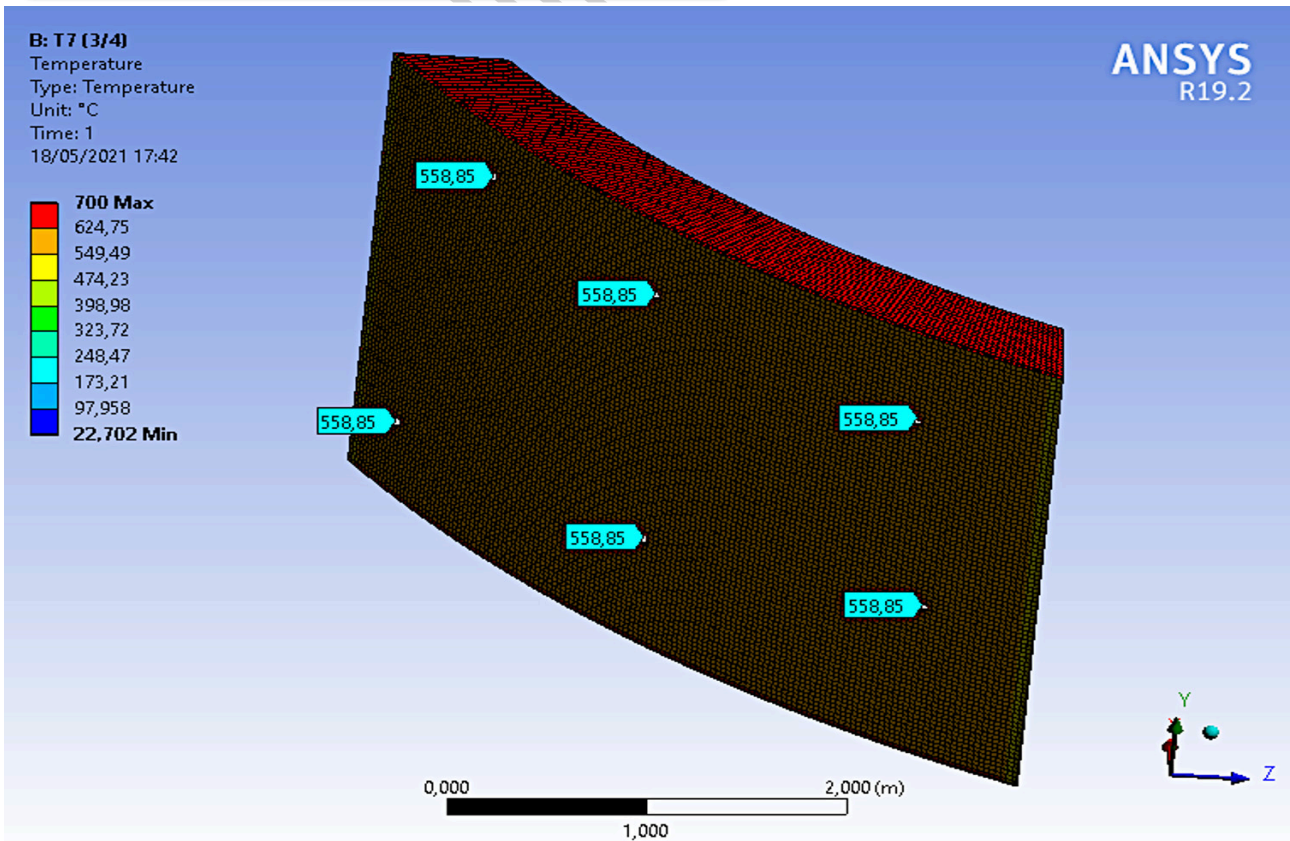 B: T7 (3/4)
Temperature
Type: Temperature
Unit: °C
Time: 1
18/05/2021 17:42
ANSYS
R19.2
700 Max
624,75
549,49
474,23
398,98
323,72
248,47
173,21
97,958
22,702 Min
558,85
558,85
558,85
558,85
558,85
558,85
0,000
2,000 (m)
1,000
Y
Z